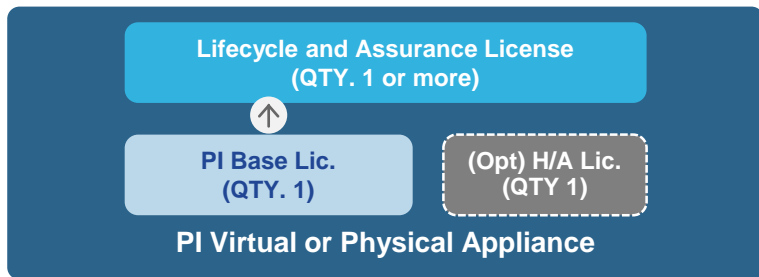 Lifecycle and Assurance License
(QTY. 1 or more)
PI Base Lic.
(QTY. 1)
(Opt) H/A Lic.
(QTY 1)
PI Virtual or Physical Appliance